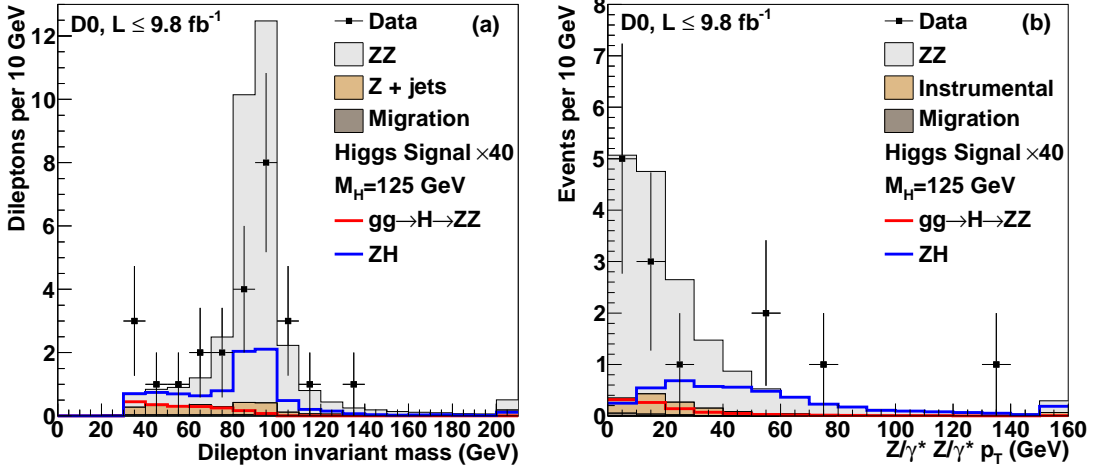 D0, L ≤ 9.8 fb⁻¹
(a)
Data
ZZ
Z + jets
Migration
Higgs Signal ×40
M_H=125 GeV
gg→H→ZZ
ZH
Dileptons per 10 GeV
12
10
8
6
4
2
0
0 20 40 60 80 100 120 140 160 180 200
Dilepton invariant mass (GeV)
D0, L ≤ 9.8 fb⁻¹
(b)
Data
ZZ
Instrumental
Migration
Higgs Signal ×40
M_H=125 GeV
gg→H→ZZ
ZH
Events per 10 GeV
8
7
6
5
4
3
2
1
0
0 20 40 60 80 100 120 140 160
Z/γ* Z/γ* p_T (GeV)